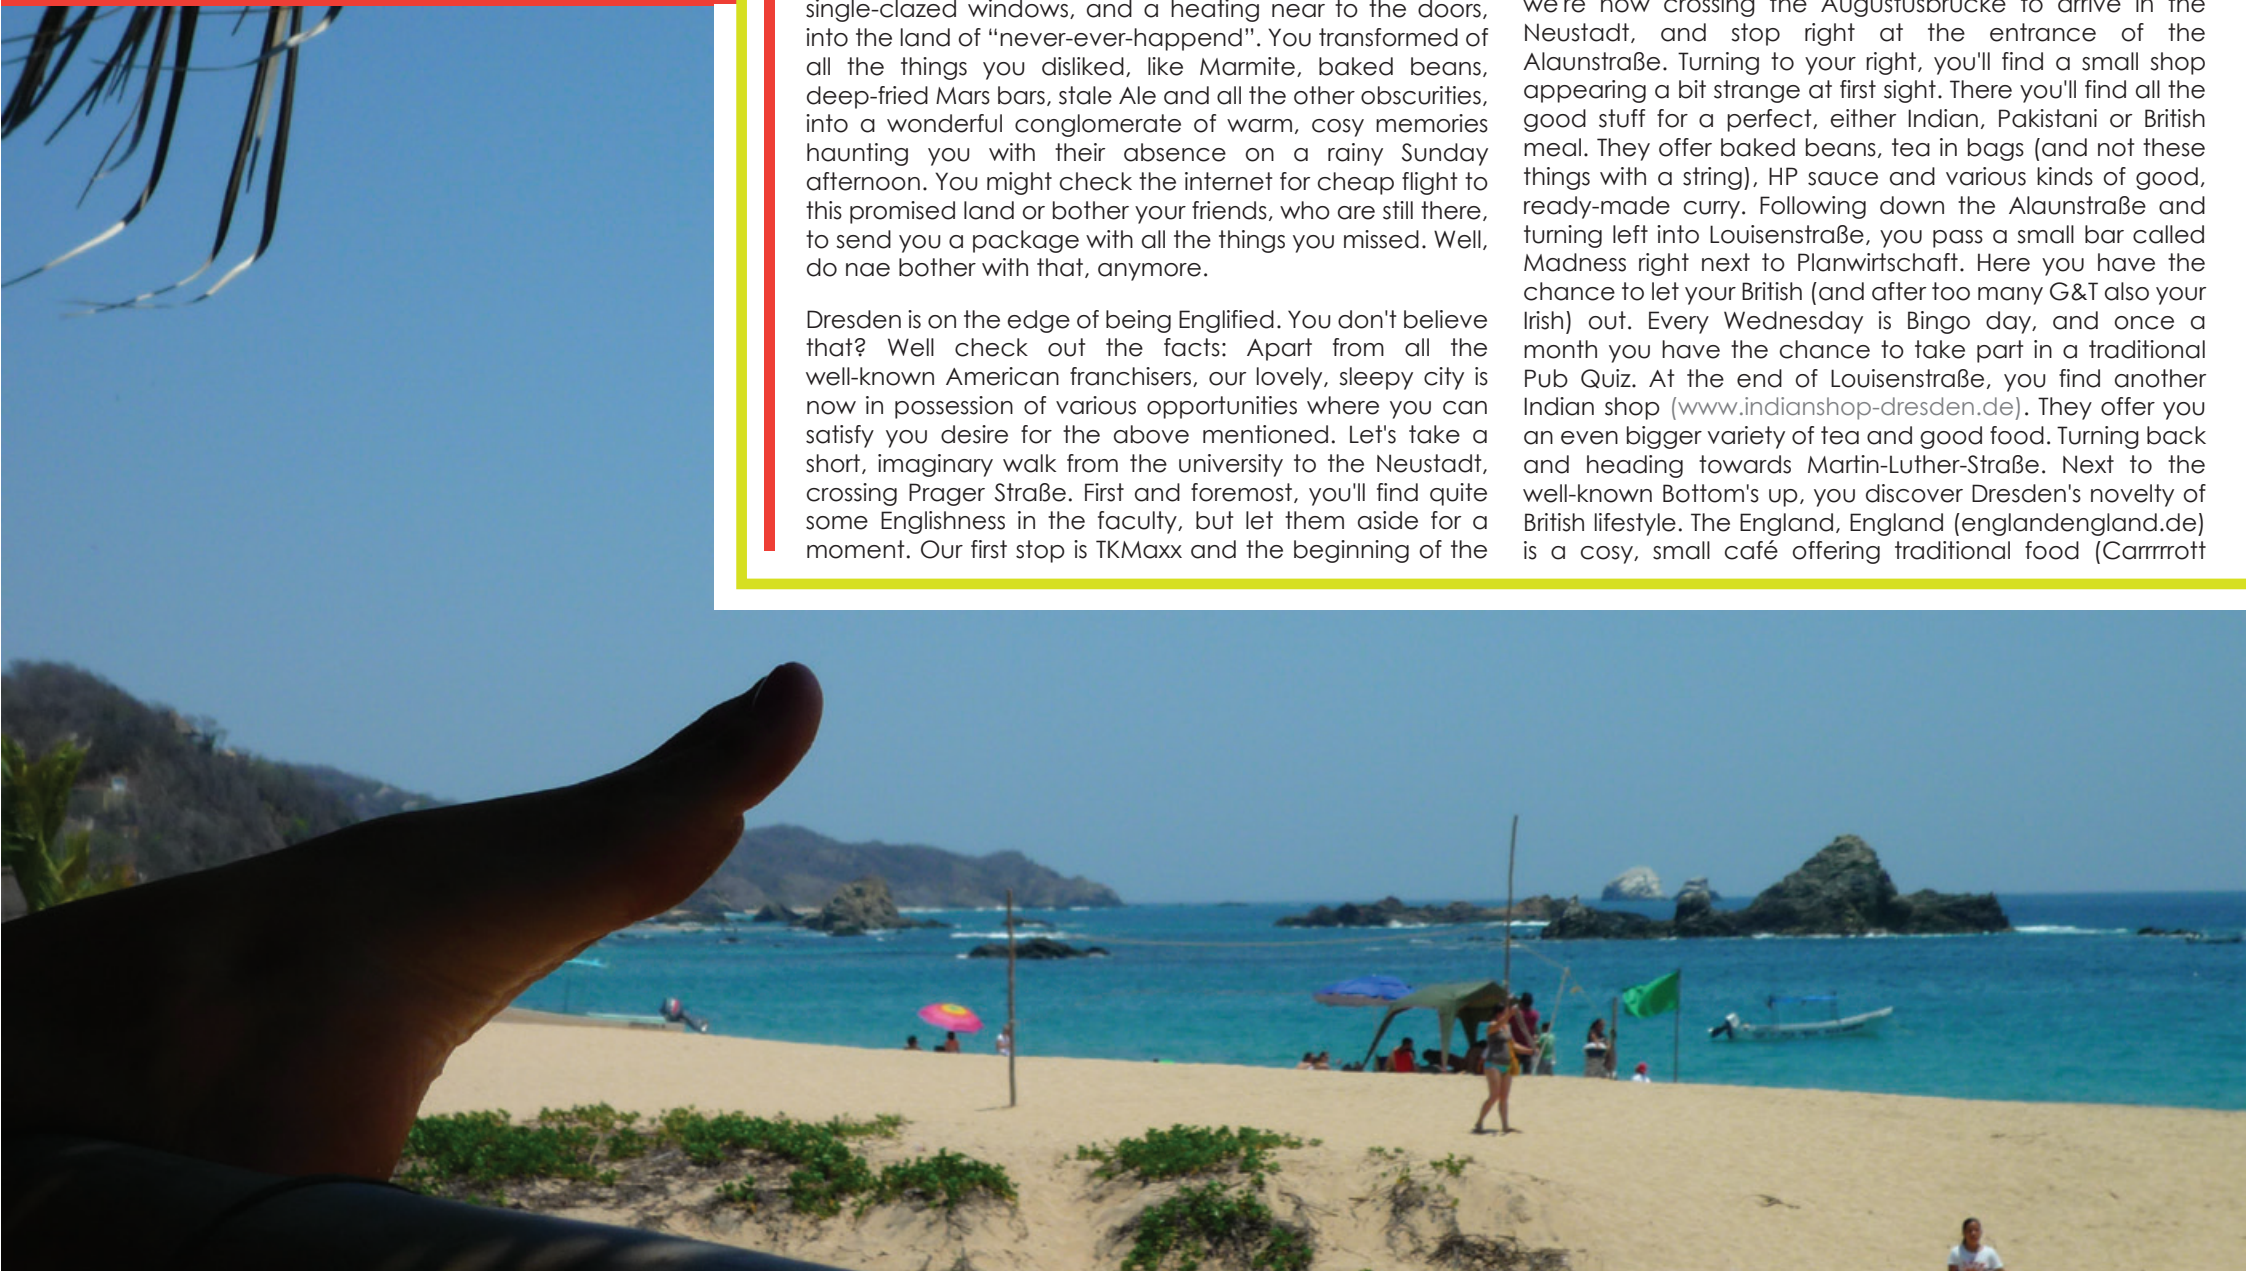 single-clazed windows, and a heating near to the doors,
into the land of “never-ever-happend”. You transformed of
all the things you disliked, like Marmite, baked beans,
deep-fried Mars bars, stale Ale and all the other obscurities,
into a wonderful conglomerate of warm, cosy memories
haunting you with their absence on a rainy Sunday
afternoon. You might check the internet for cheap flight to
this promised land or bother your friends, who are still there,
to send you a package with all the things you missed. Well,
do nae bother with that, anymore.
Dresden is on the edge of being Englified. You don't believe
that? Well check out the facts: Apart from all the
well-known American franchisers, our lovely, sleepy city is
now in possession of various opportunities where you can
satisfy you desire for the above mentioned. Let's take a
short, imaginary walk from the university to the Neustadt,
crossing Prager Straße. First and foremost, you'll find quite
some Englishness in the faculty, but let them aside for a
moment. Our first stop is TKMaxx and the beginning of the
we're now crossing the Augustusbrücke to arrive in the
Neustadt, and stop right at the entrance of the
Alaunstraße. Turning to your right, you'll find a small shop
appearing a bit strange at first sight. There you'll find all the
good stuff for a perfect, either Indian, Pakistani or British
meal. They offer baked beans, tea in bags (and not these
things with a string), HP sauce and various kinds of good,
ready-made curry. Following down the Alaunstraße and
turning left into Louisenstraße, you pass a small bar called
Madness right next to Planwirtschaft. Here you have the
chance to let your British (and after too many G&T also your
Irish) out. Every Wednesday is Bingo day, and once a
month you have the chance to take part in a traditional
Pub Quiz. At the end of Louisenstraße, you find another
Indian shop (www.indianshop-dresden.de). They offer you
an even bigger variety of tea and good food. Turning back
and heading towards Martin-Luther-Straße. Next to the
well-known Bottom's up, you discover Dresden's novelty of
British lifestyle. The England, England (englandengland.de)
is a cosy, small café offering traditional food (Carrrrrott